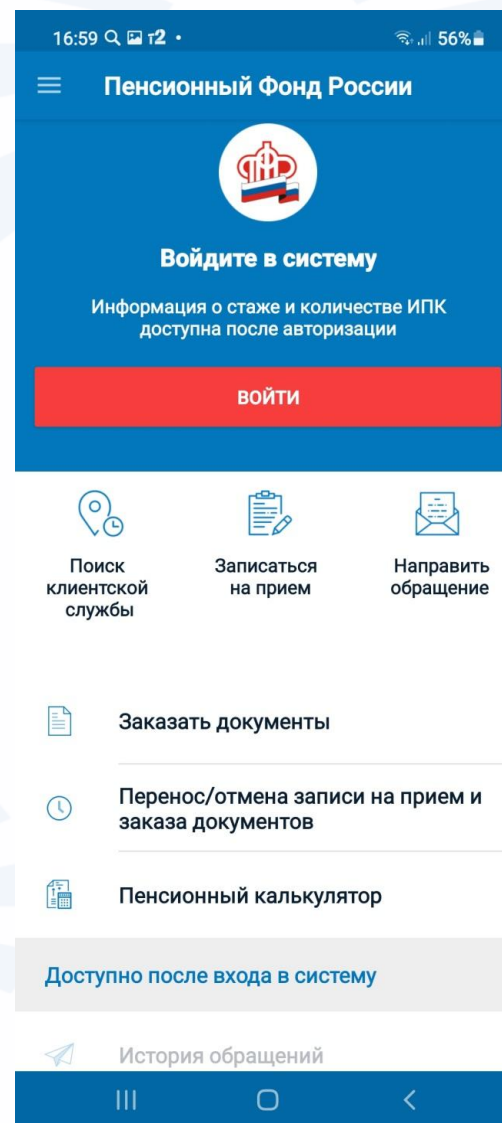 16:59 т2 • 56%
Пенсионный Фонд России
Войдите в систему
Информация о стаже и количестве ИПК
доступна после авторизации
ВОЙТИ
Поиск
клиентской
службы
Записаться
на прием
Направить
обращение
Заказать документы
Перенос/отмена записи на прием и
заказа документов
Пенсионный калькулятор
Доступно после входа в систему
История обращений